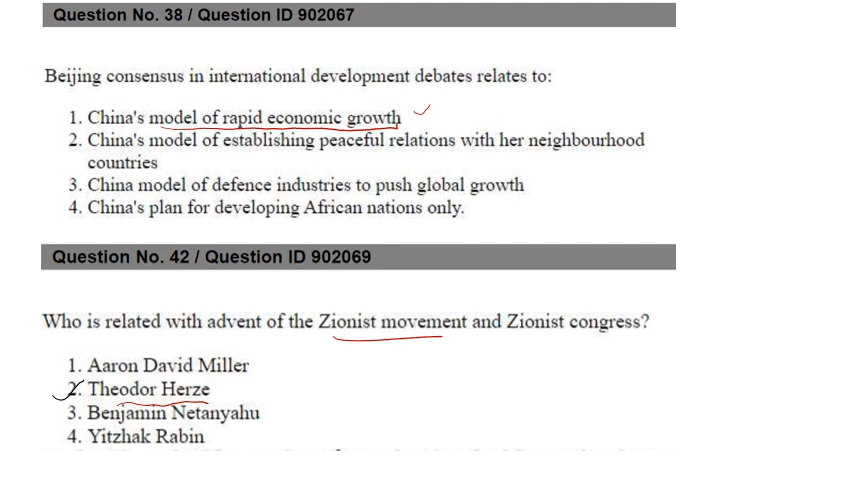 Question No. 38 / Question ID 902067
Beijing consensus in international development debates relates to:
1. China's model of rapid economic growth
2. China's model of establishing peaceful relations with her neighbourhood
countries
3. China model of defence industries to push global growth
4. China's plan for developing African nations only.
Question No. 42 / Question ID 902069
Who is related with advent of the Zionist movement and Zionist congress?
1. Aaron David Miller
2. Theodor Herze
3. Benjamin Netanyahu
4. Yitzhak Rabin